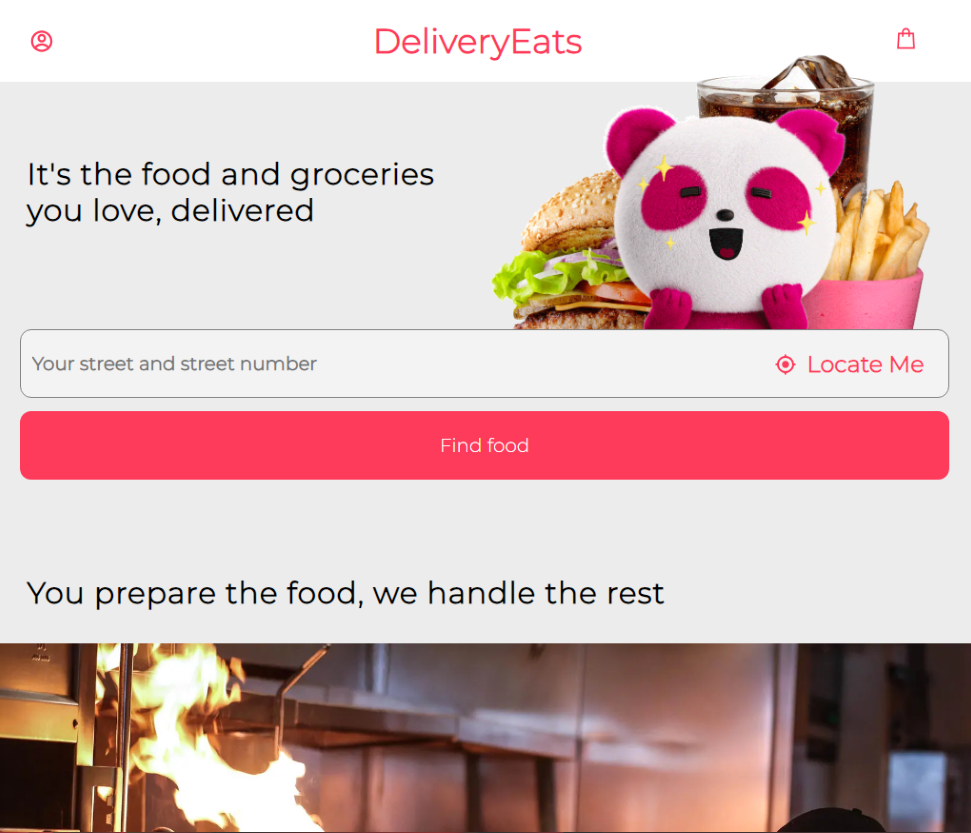 DeliveryEats
It's the food and groceries
you love, delivered
Your street and street number
Locate Me
Find food
You prepare the food, we handle the rest